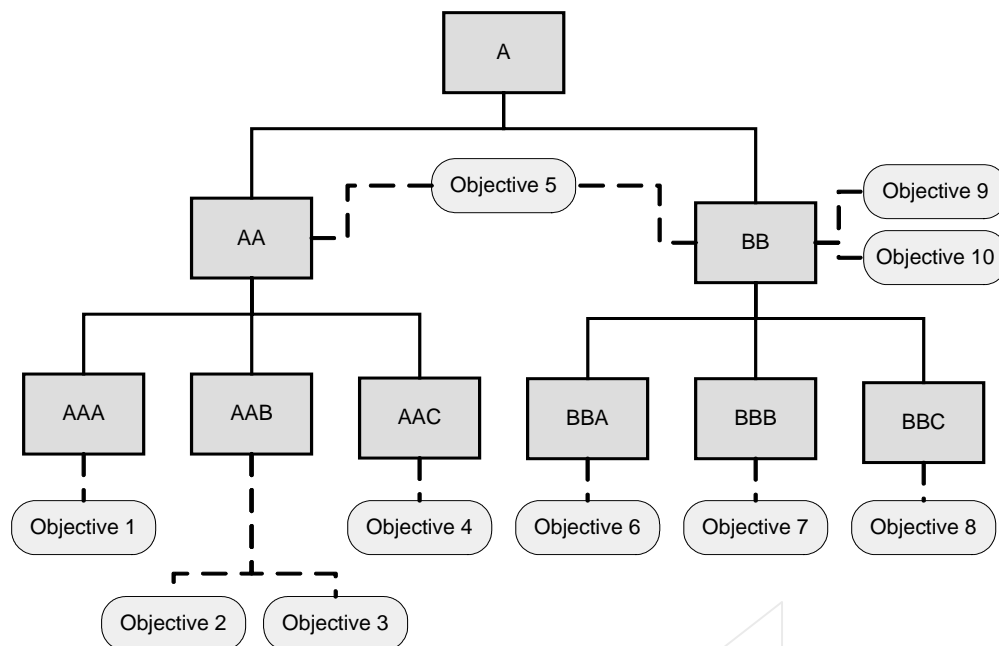 A
Objective 5
Objective 9
AA
BB
Objective 10
AAA
AAB
AAC
BBA
BBB
BBC
Objective 1
Objective 4
Objective 6
Objective 7
Objective 8
Objective 2
Objective 3